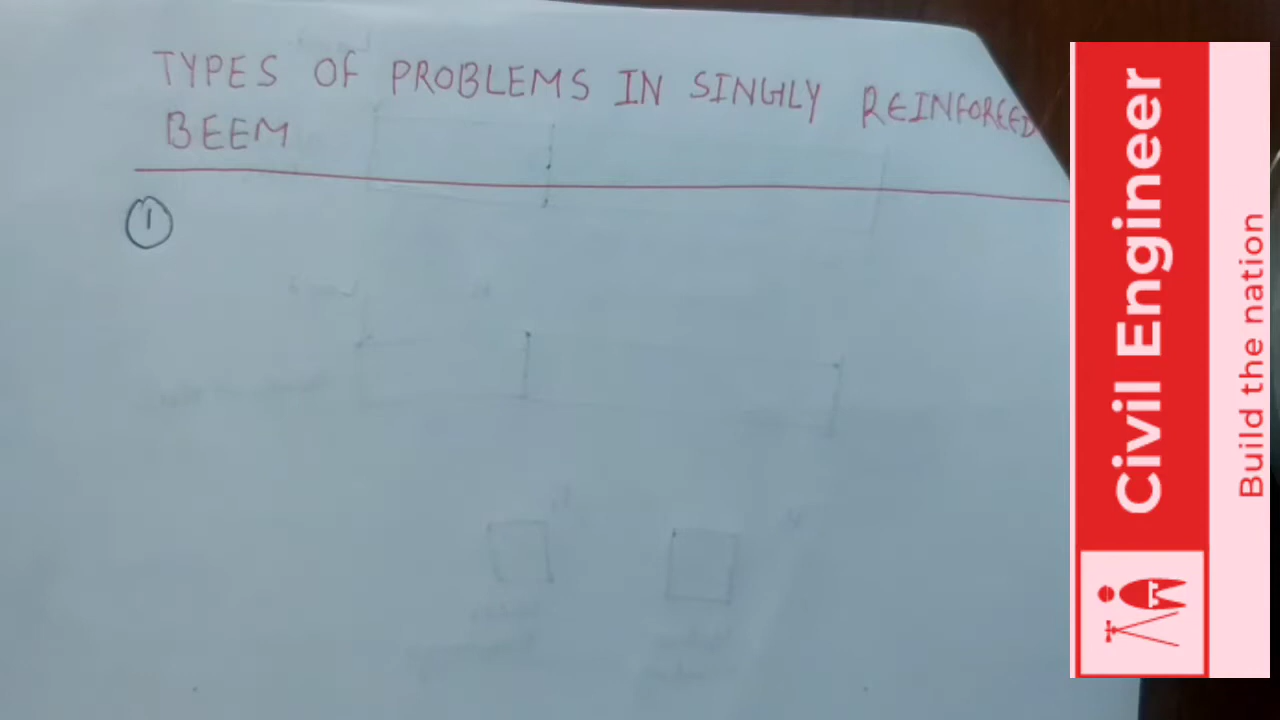 TYPES OF PROBLEMS IN SINGLY REINFORCED
BEEM
1
Civil Engineer
Build the nation